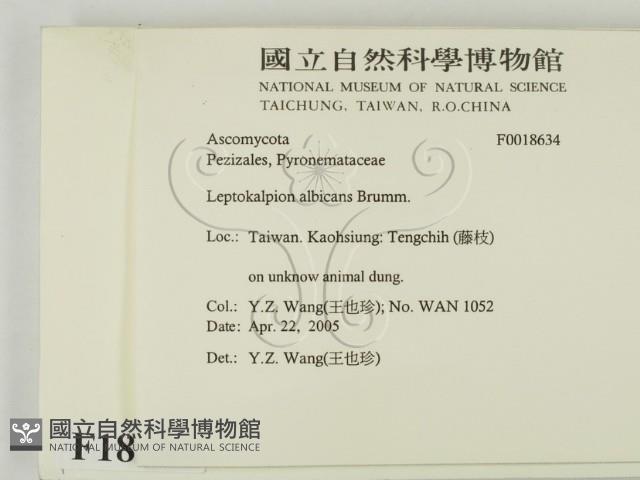 國立自然科學博物館
NATIONAL MUSEUM OF NATURAL SCIENCE
TAICHUNG, TAIWAN, R.O.CHINA
Ascomycota F0018634
Pezizales, Pyronemataceae
Leptokalpion albicans Brumm.
Loc.: Taiwan. Kaohsiung: Tengchih (藤枝)
on unknow animal dung.
Col.: Y.Z. Wang(王也珍); No. WAN 1052
Date: Apr. 22, 2005
Det.: Y.Z. Wang(王也珍)
國立自然科學博物館
NATIONAL MUSEUM OF NATURAL SCIENCE
F18